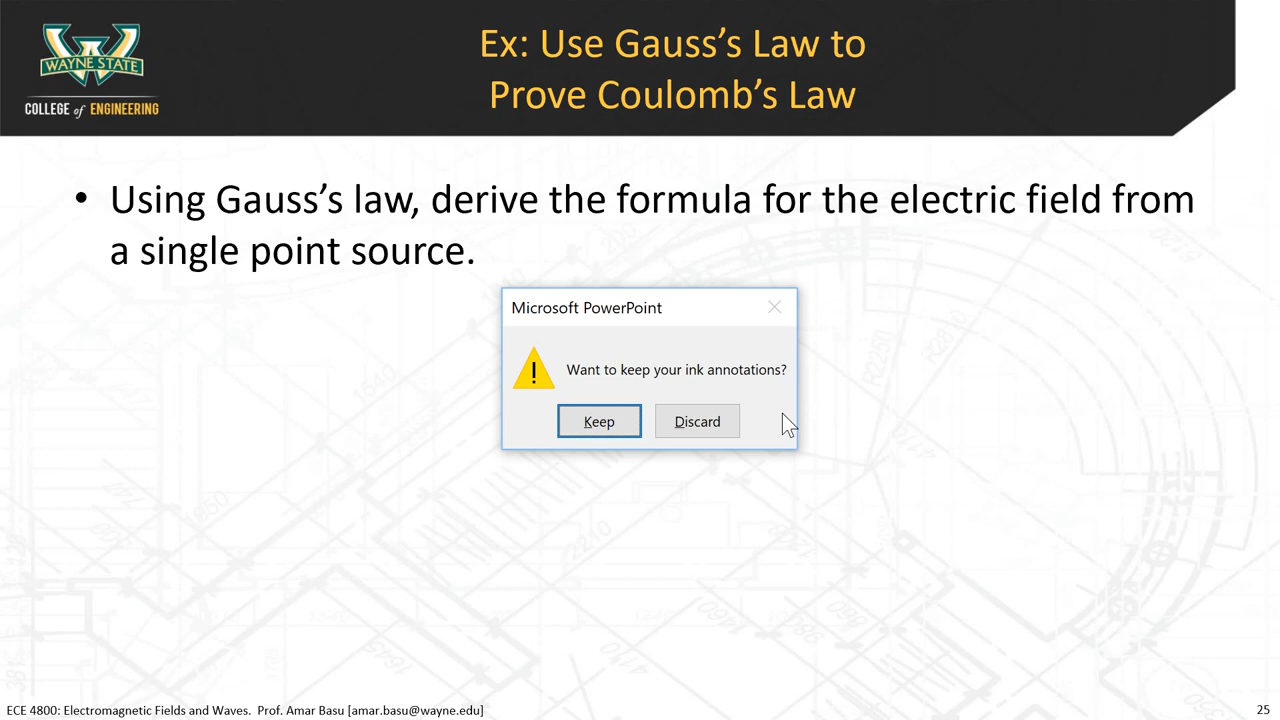 WAYNE STATE
COLLEGE of ENGINEERING
Ex: Use Gauss’s Law to
Prove Coulomb’s Law
• Using Gauss’s law, derive the formula for the electric field from
a single point source.
Microsoft PowerPoint
Want to keep your ink annotations?
Keep
Discard
ECE 4800: Electromagnetic Fields and Waves. Prof. Amar Basu [amar.basu@wayne.edu]
25